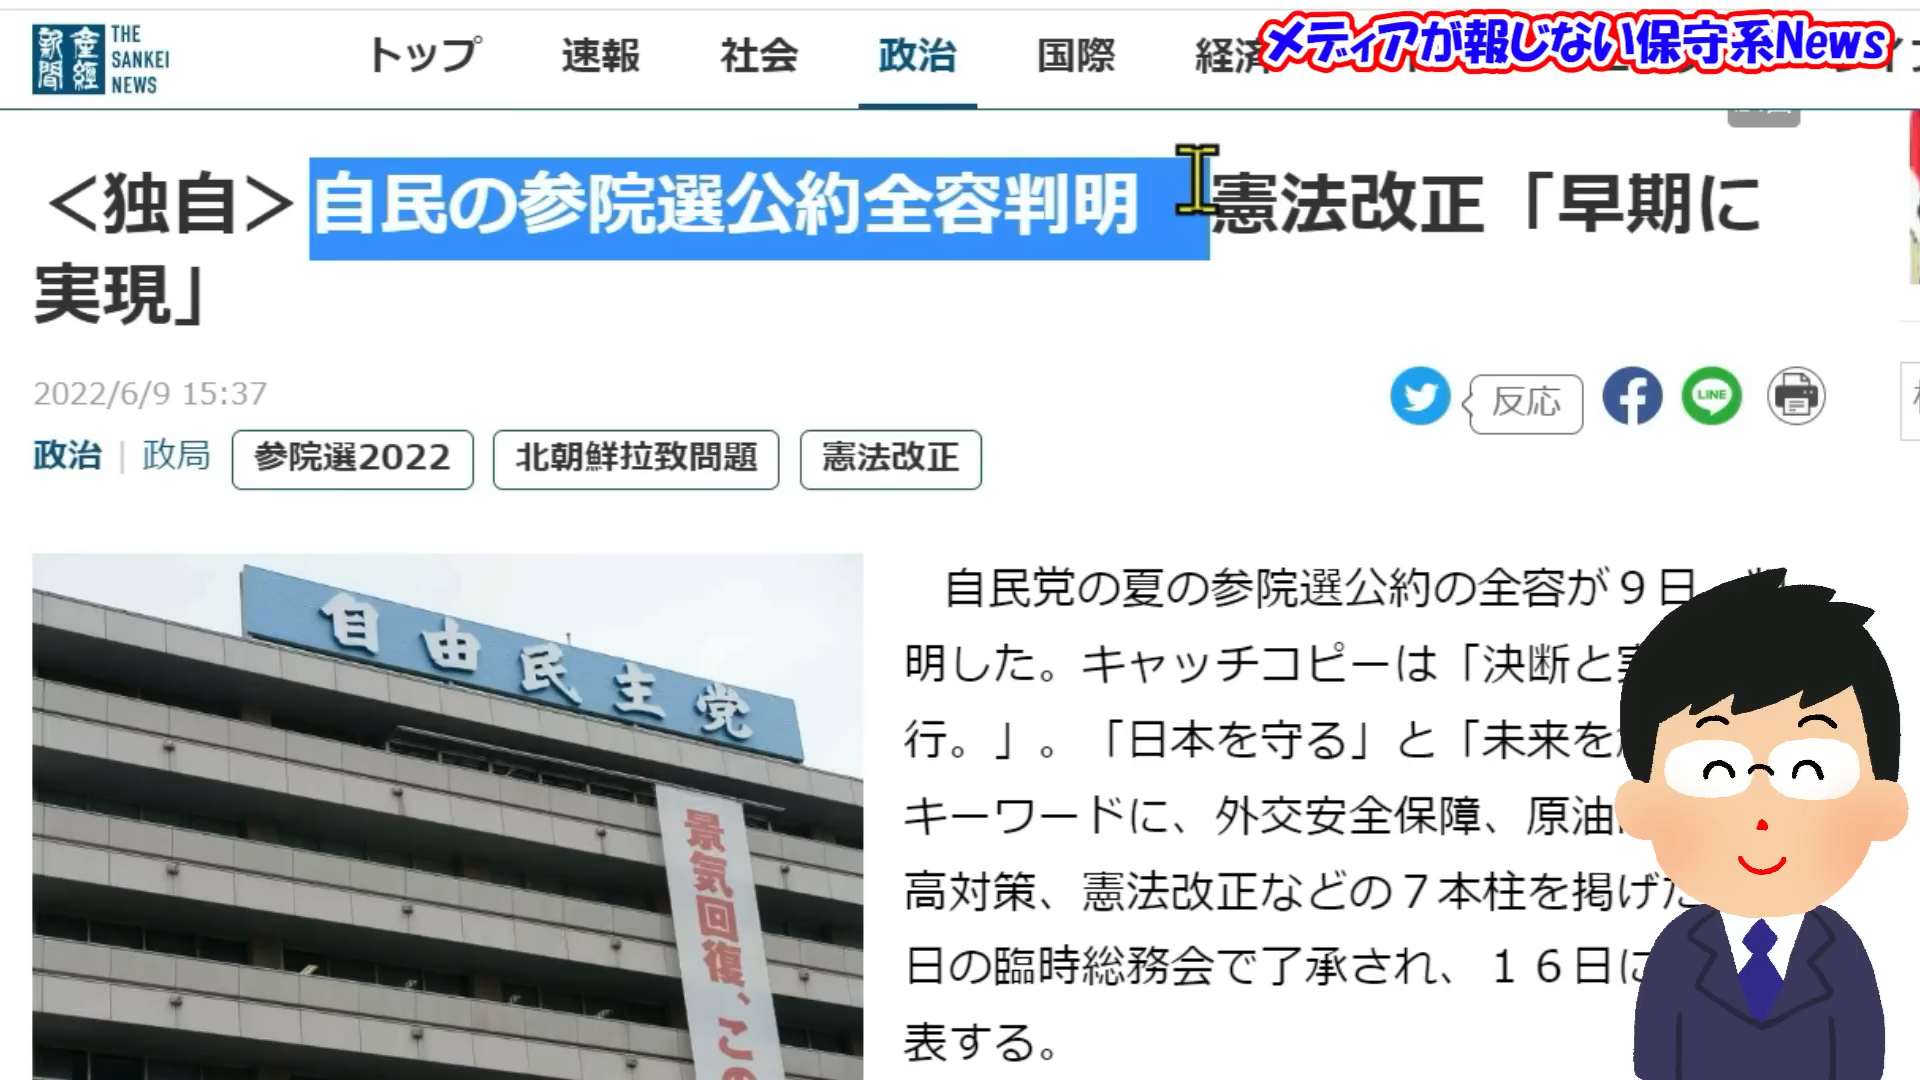 産經新聞
THE
SANKEI
NEWS
トップ 速報 社会 政治 国際 経済
メディアが報じない保守系News
＜独自＞自民の参院選公約全容判明　憲法改正「早期に
実現」
2022/6/9 15:37
反応
LINE
政治 | 政局 参院選2022 北朝鮮拉致問題 憲法改正
自由民主党
景気回復、この
自民党の夏の参院選公約の全容が９日、判
明した。キャッチコピーは「決断と実
行。」。「日本を守る」と「未来を
キーワードに、外交安全保障、原油
高対策、憲法改正などの７本柱を掲げた
日の臨時総務会で了承され、１６日に
表する。